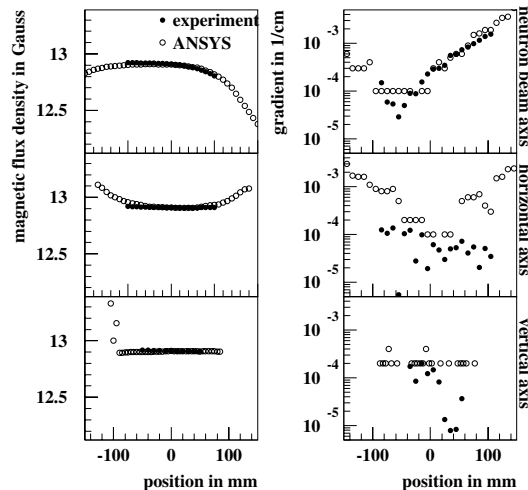 experiment
ANSYS
magnetic flux density in Gauss
13
12.5
13
12.5
13
12.5
-100 0 100
position in mm
gradient in 1/cm
10 -3
10 -4
10 -5
10 -3
10 -4
10 -5
10 -3
10 -4
10 -5
-100 0 100
position in mm
neutron beam axis
horizontal axis
vertical axis